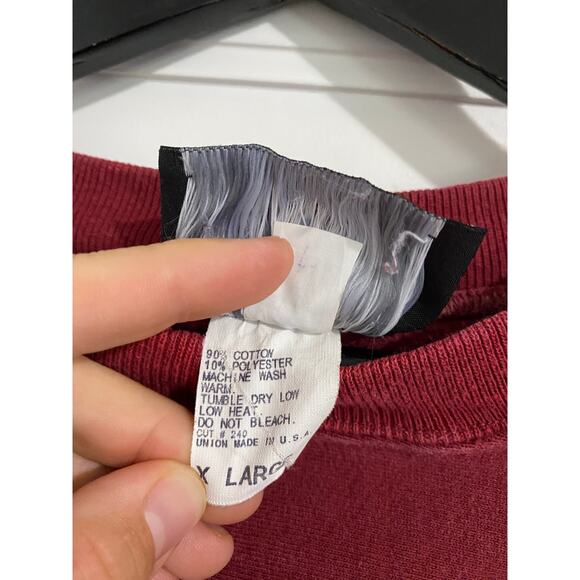 90% COTTON
10% POLYESTER
MACHINE WASH
WARM.
TUMBLE DRY LOW
LOW HEAT.
DO NOT BLEACH.
CUT # 240
UNION MADE IN U.S.A.
X LARGE